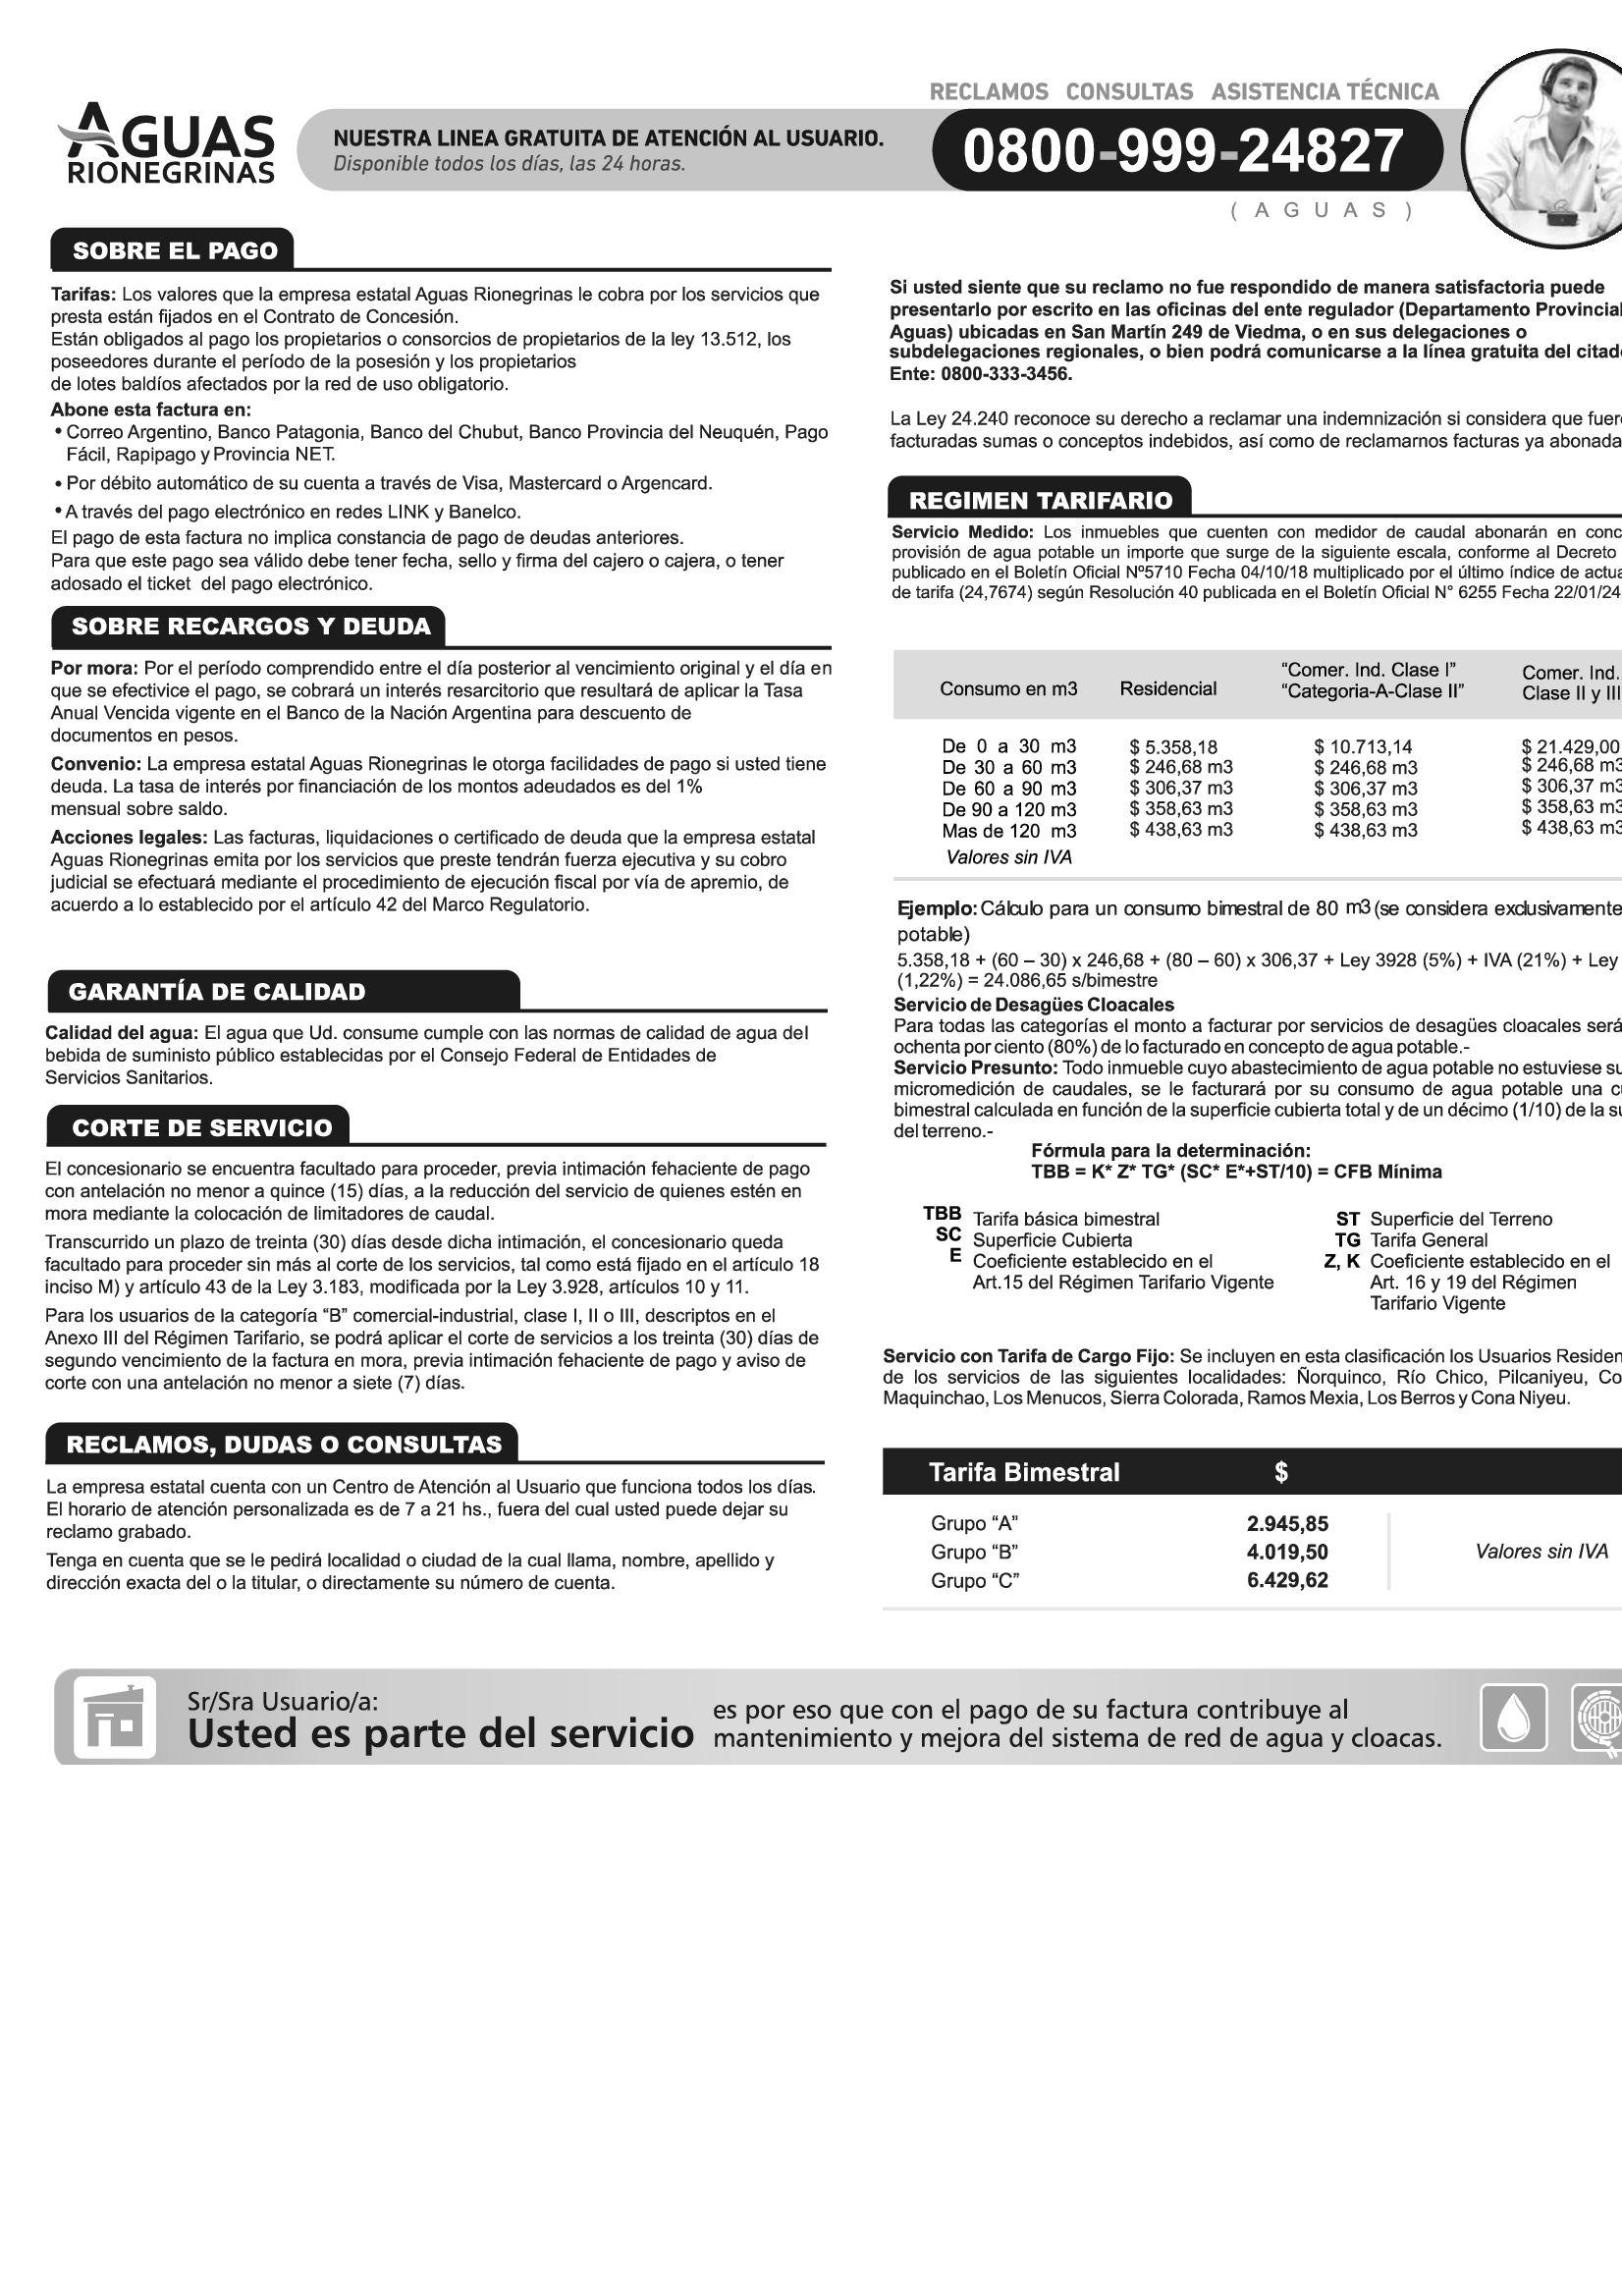 RECLAMOS CONSULTAS ASISTENCIA TÉCNICA
AGUAS
RIONEGRINAS
NUESTRA LINEA GRATUITA DE ATENCIÓN AL USUARIO.
Disponible todos los días, las 24 horas.
0800-999-24827
( A G U A S )
SOBRE EL PAGO
Tarifas: Los valores que la empresa estatal Aguas Rionegrinas le cobra por los servicios que
presta están fijados en el Contrato de Concesión.
Están obligados al pago los propietarios o consorcios de propietarios de la ley 13.512, los
poseedores durante el período de la posesión y los propietarios
de lotes baldíos afectados por la red de uso obligatorio.
Abone esta factura en:
• Correo Argentino, Banco Patagonia, Banco del Chubut, Banco Provincia del Neuquén, Pago
Fácil, Rapipago y Provincia NET.
• Por débito automático de su cuenta a través de Visa, Mastercard o Argencard.
• A través del pago electrónico en redes LINK y Banelco.
El pago de esta factura no implica constancia de pago de deudas anteriores.
Para que este pago sea válido debe tener fecha, sello y firma del cajero o cajera, o tener
adosado el ticket del pago electrónico.
SOBRE RECARGOS Y DEUDA
Por mora: Por el período comprendido entre el día posterior al vencimiento original y el día en
que se efectivice el pago, se cobrará un interés resarcitorio que resultará de aplicar la Tasa
Anual Vencida vigente en el Banco de la Nación Argentina para descuento de
documentos en pesos.
Convenio: La empresa estatal Aguas Rionegrinas le otorga facilidades de pago si usted tiene
deuda. La tasa de interés por financiación de los montos adeudados es del 1%
mensual sobre saldo.
Acciones legales: Las facturas, liquidaciones o certificado de deuda que la empresa estatal
Aguas Rionegrinas emita por los servicios que preste tendrán fuerza ejecutiva y su cobro
judicial se efectuará mediante el procedimiento de ejecución fiscal por vía de apremio, de
acuerdo a lo establecido por el artículo 42 del Marco Regulatorio.
GARANTÍA DE CALIDAD
Calidad del agua: El agua que Ud. consume cumple con las normas de calidad de agua del
bebida de suministo público establecidas por el Consejo Federal de Entidades de
Servicios Sanitarios.
CORTE DE SERVICIO
El concesionario se encuentra facultado para proceder, previa intimación fehaciente de pago
con antelación no menor a quince (15) días, a la reducción del servicio de quienes estén en
mora mediante la colocación de limitadores de caudal.
Transcurrido un plazo de treinta (30) días desde dicha intimación, el concesionario queda
facultado para proceder sin más al corte de los servicios, tal como está fijado en el artículo 18
inciso M) y artículo 43 de la Ley 3.183, modificada por la Ley 3.928, artículos 10 y 11.
Para los usuarios de la categoría “B” comercial-industrial, clase I, II o III, descriptos en el
Anexo III del Régimen Tarifario, se podrá aplicar el corte de servicios a los treinta (30) días de
segundo vencimiento de la factura en mora, previa intimación fehaciente de pago y aviso de
corte con una antelación no menor a siete (7) días.
RECLAMOS, DUDAS O CONSULTAS
La empresa estatal cuenta con un Centro de Atención al Usuario que funciona todos los días.
El horario de atención personalizada es de 7 a 21 hs., fuera del cual usted puede dejar su
reclamo grabado.
Tenga en cuenta que se le pedirá localidad o ciudad de la cual llama, nombre, apellido y
dirección exacta del o la titular, o directamente su número de cuenta.
Si usted siente que su reclamo no fue respondido de manera satisfactoria puede
presentarlo por escrito en las oficinas del ente regulador (Departamento Provincial
Aguas) ubicadas en San Martín 249 de Viedma, o en sus delegaciones o
subdelegaciones regionales, o bien podrá comunicarse a la línea gratuita del
Ente: 0800-333-3456.
La Ley 24.240 reconoce su derecho a reclamar una indemnización si considera que
facturadas sumas o conceptos indebidos, así como de reclamarnos facturas ya
REGIMEN TARIFARIO
Servicio Medido: Los inmuebles que cuenten con medidor de caudal abonarán en
provisión de agua potable un importe que surge de la siguiente escala, conforme al Decreto
publicado en el Boletín Oficial Nº5710 Fecha 04/10/18 multiplicado por el último índice de
de tarifa (24,7674) según Resolución 40 publicada en el Boletín Oficial N° 6255 Fecha 22/01/24
Consumo en m3 Residencial “Comer. Ind. Clase I” “Categoria-A-Clase II” Comer. Ind. Clase II y III
De 0 a 30 m3 $ 5.358,18 $ 10.713,14 $ 21.429,00
De 30 a 60 m3 $ 246,68 m3 $ 246,68 m3 $ 246,68 m3
De 60 a 90 m3 $ 306,37 m3 $ 306,37 m3 $ 306,37 m3
De 90 a 120 m3 $ 358,63 m3 $ 358,63 m3 $ 358,63 m3
Mas de 120 m3 $ 438,63 m3 $ 438,63 m3 $ 438,63 m3
Valores sin IVA
Ejemplo: Cálculo para un consumo bimestral de 80 m3 (se considera exclusivamente
potable)
5.358,18 + (60 – 30) x 246,68 + (80 – 60) x 306,37 + Ley 3928 (5%) + IVA (21%) + Ley
(1,22%) = 24.086,65 s/bimestre
Servicio de Desagües Cloacales
Para todas las categorías el monto a facturar por servicios de desagües cloacales será
ochenta por ciento (80%) de lo facturado en concepto de agua potable.-
Servicio Presunto: Todo inmueble cuyo abastecimiento de agua potable no estuviese
micromedición de caudales, se le facturará por su consumo de agua potable una
bimestral calculada en función de la superficie cubierta total y de un décimo (1/10) de la
del terreno.-
Fórmula para la determinación:
TBB = K* Z* TG* (SC* E*+ST/10) = CFB Mínima
TBB Tarifa básica bimestral
SC Superficie Cubierta
E Coeficiente establecido en el
Art.15 del Régimen Tarifario Vigente
ST Superficie del Terreno
TG Tarifa General
Z, K Coeficiente establecido en el
Art. 16 y 19 del Régimen
Tarifario Vigente
Servicio con Tarifa de Cargo Fijo: Se incluyen en esta clasificación los Usuarios
de los servicios de las siguientes localidades: Ñorquinco, Río Chico, Pilcaniyeu,
Maquinchao, Los Menucos, Sierra Colorada, Ramos Mexia, Los Berros y Cona Niyeu.
Tarifa Bimestral $
Grupo “A” 2.945,85
Grupo “B” 4.019,50 Valores sin IVA
Grupo “C” 6.429,62
Sr/Sra Usuario/a:
Usted es parte del servicio
es por eso que con el pago de su factura contribuye al
mantenimiento y mejora del sistema de red de agua y cloacas.